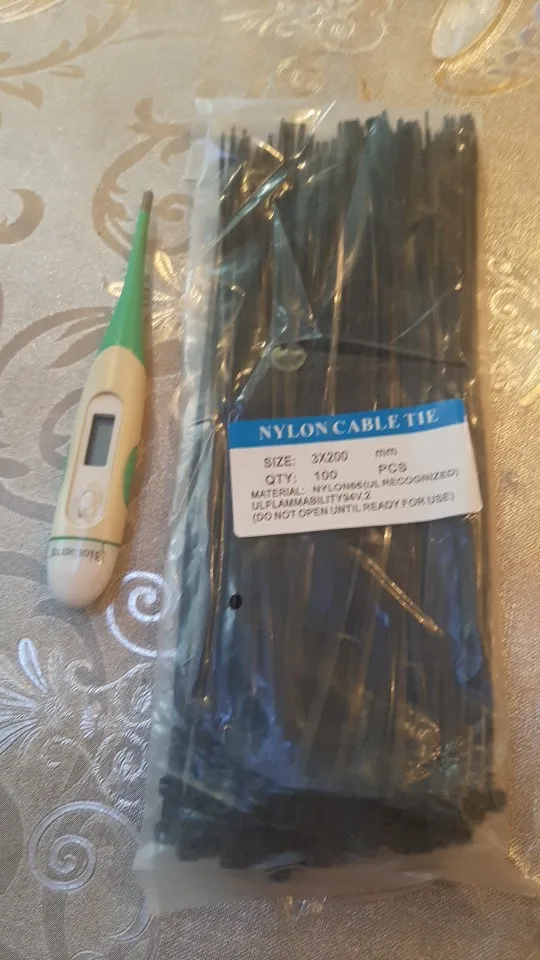 NYLON CABLE TIE
SIZE: 3X200 mm
QTY: 100 PCS
MATERIAL: NYLON66(UL RECOGNIZED)
ULFLAMMABILITY94V.2
(DO NOT OPEN UNTIL READY FOR USE)